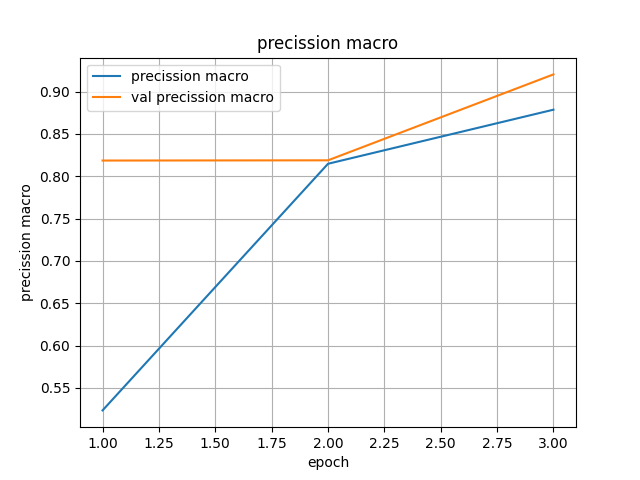 precission macro
precission macro
val precission macro
precission macro
0.90
0.85
0.80
0.75
0.70
0.65
0.60
0.55
1.00 1.25 1.50 1.75 2.00 2.25 2.50 2.75 3.00
epoch